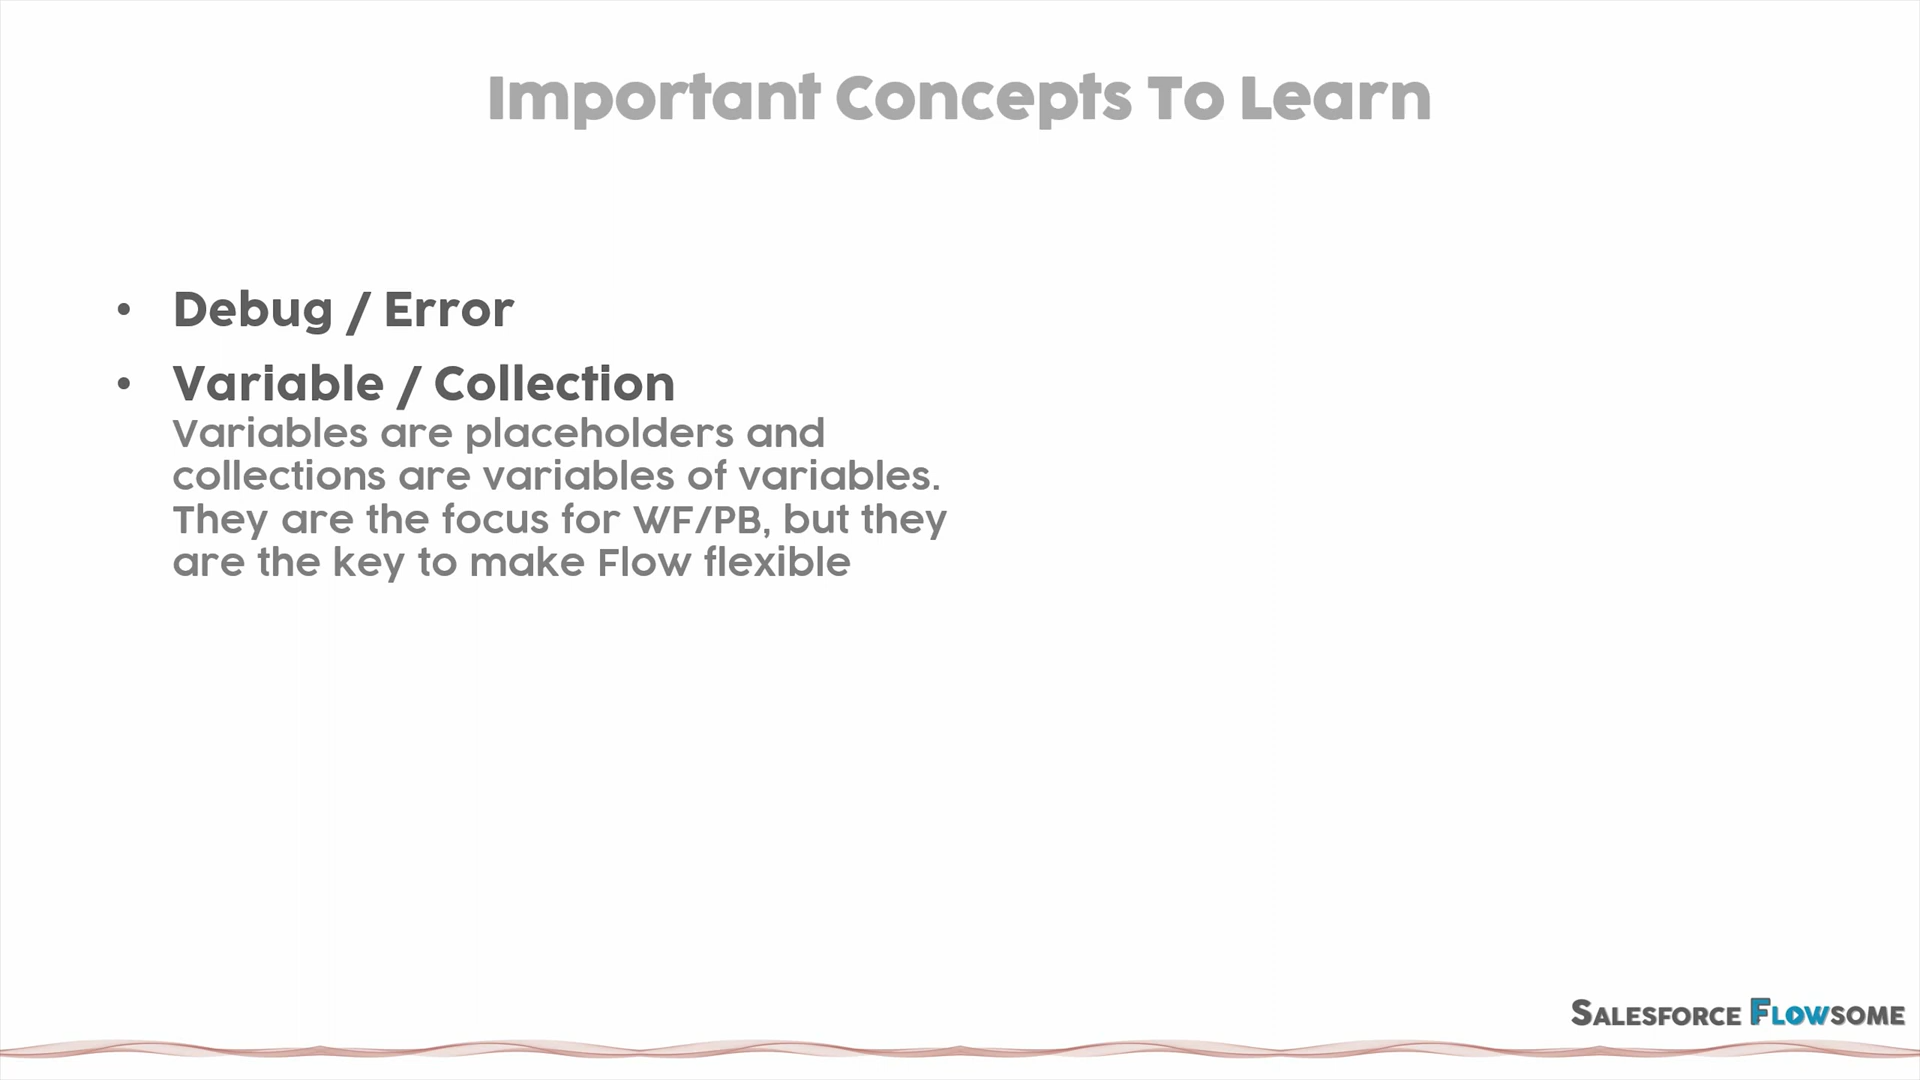 Important Concepts To Learn
• Debug / Error
• Variable / Collection
Variables are placeholders and
collections are variables of variables.
They are the focus for WF/PB, but they
are the key to make Flow flexible
SALESFORCE FLOWSOME